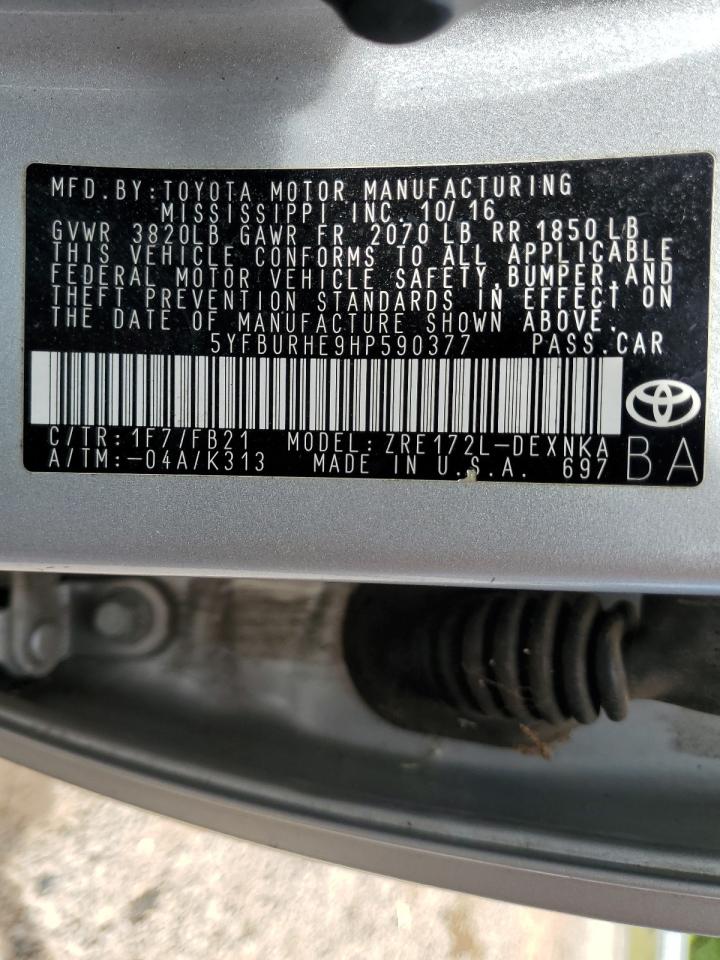 MFD.BY:TOYOTA MOTOR MANUFACTURING
MISSISSIPPI INC. 10/16
GVWR 3820LB GAWR FR 2070 LB RR 1850 LB
THIS VEHICLE CONFORMS TO ALL APPLICABLE
FEDERAL MOTOR VEHICLE SAFETY,BUMPER,AND
THEFT PREVENTION STANDARDS IN EFFECT ON
THE DATE OF MANUFACTURE SHOWN ABOVE.
5YFBURHE9HP590377 PASS.CAR
C/TR:1F7/FB21 MODEL:ZRE172L-DEXNKA
A/TM:-04A/K313 MADE IN U.S.A. 697 BA